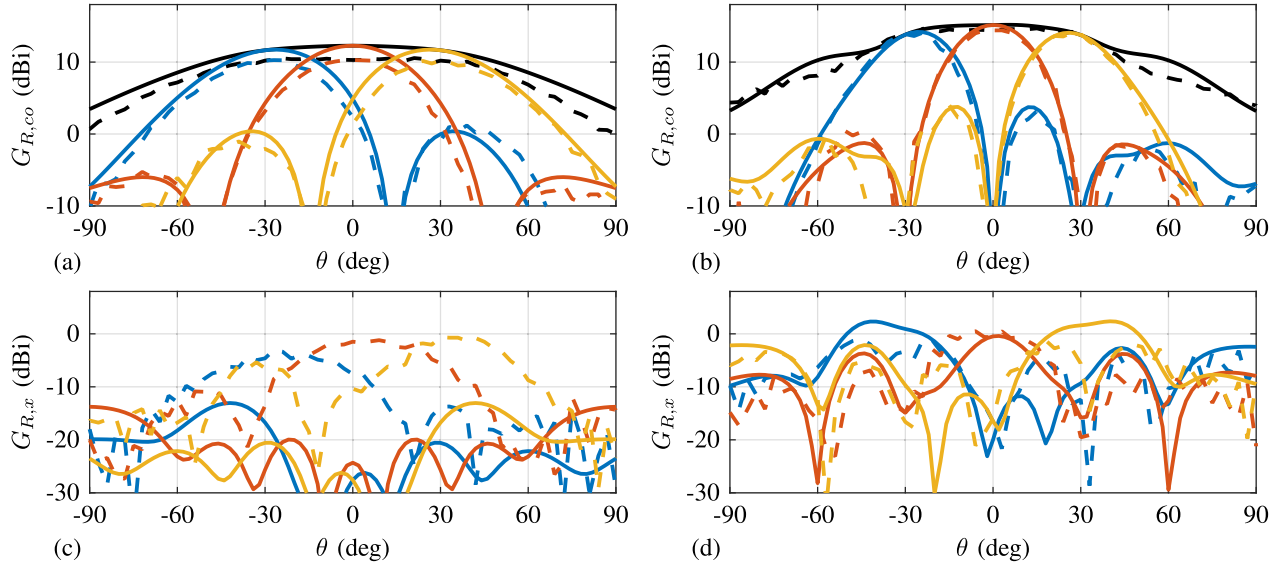 G_{R,co} (dBi)
10
0
-10
-90 -60 -30 0 30 60 90
(a) θ (deg)
G_{R,co} (dBi)
10
0
-10
-90 -60 -30 0 30 60 90
(b) θ (deg)
G_{R,x} (dBi)
0
-10
-20
-30
-90 -60 -30 0 30 60 90
(c) θ (deg)
G_{R,x} (dBi)
0
-10
-20
-30
-90 -60 -30 0 30 60 90
(d) θ (deg)